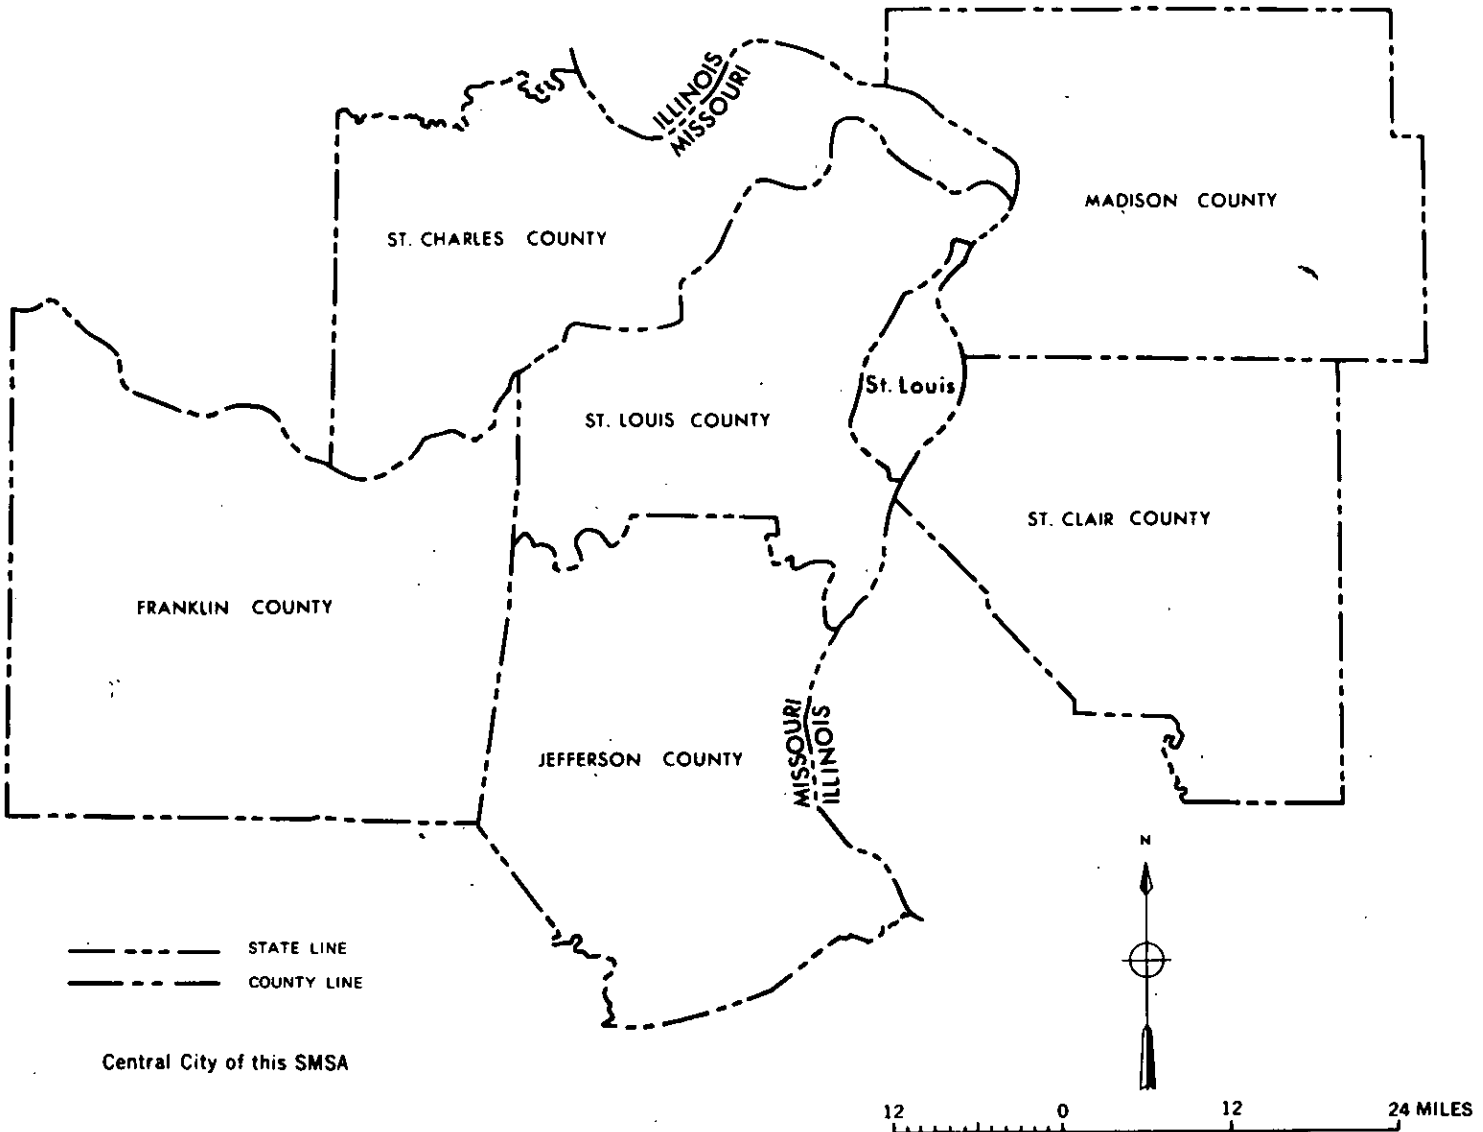 ILLINOIS
MISSOURI
MADISON COUNTY
ST. CHARLES COUNTY
St. Louis
ST. LOUIS COUNTY
ST. CLAIR COUNTY
FRANKLIN COUNTY
MISSOURI
ILLINOIS
JEFFERSON COUNTY
N
STATE LINE
COUNTY LINE
Central City of this SMSA
12 0 12 24 MILES